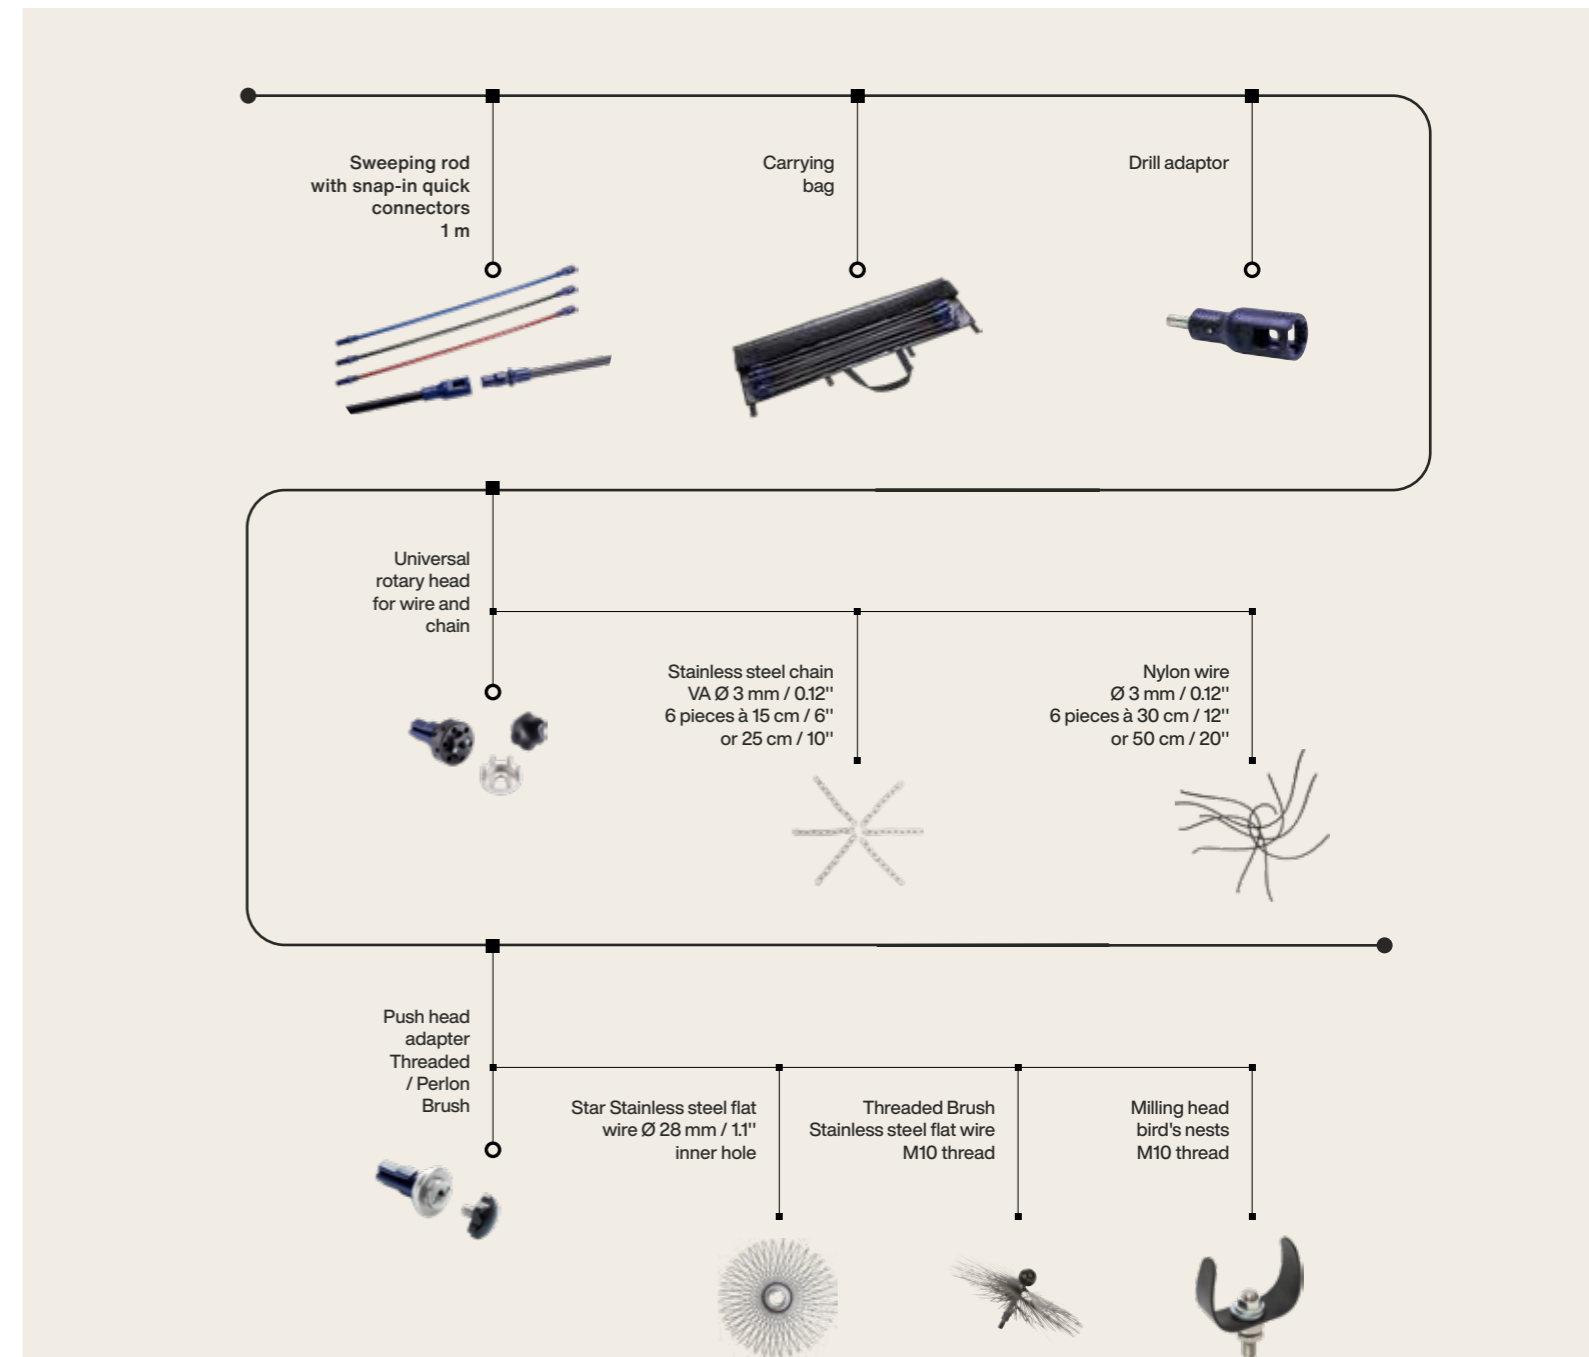 Sweeping rod
with snap-in quick
connectors
1 m
Carrying
bag
Drill adaptor
Universal
rotary head
for wire and
chain
Stainless steel chain
VA Ø 3 mm / 0.12"
6 pieces à 15 cm / 6"
or 25 cm / 10"
Nylon wire
Ø 3 mm / 0.12"
6 pieces à 30 cm / 12"
or 50 cm / 20"
Push head
adapter
Threaded
/ Perlon
Brush
Star Stainless steel flat
wire Ø 28 mm / 1.1"
inner hole
Threaded Brush
Stainless steel flat wire
M10 thread
Milling head
bird's nests
M10 thread